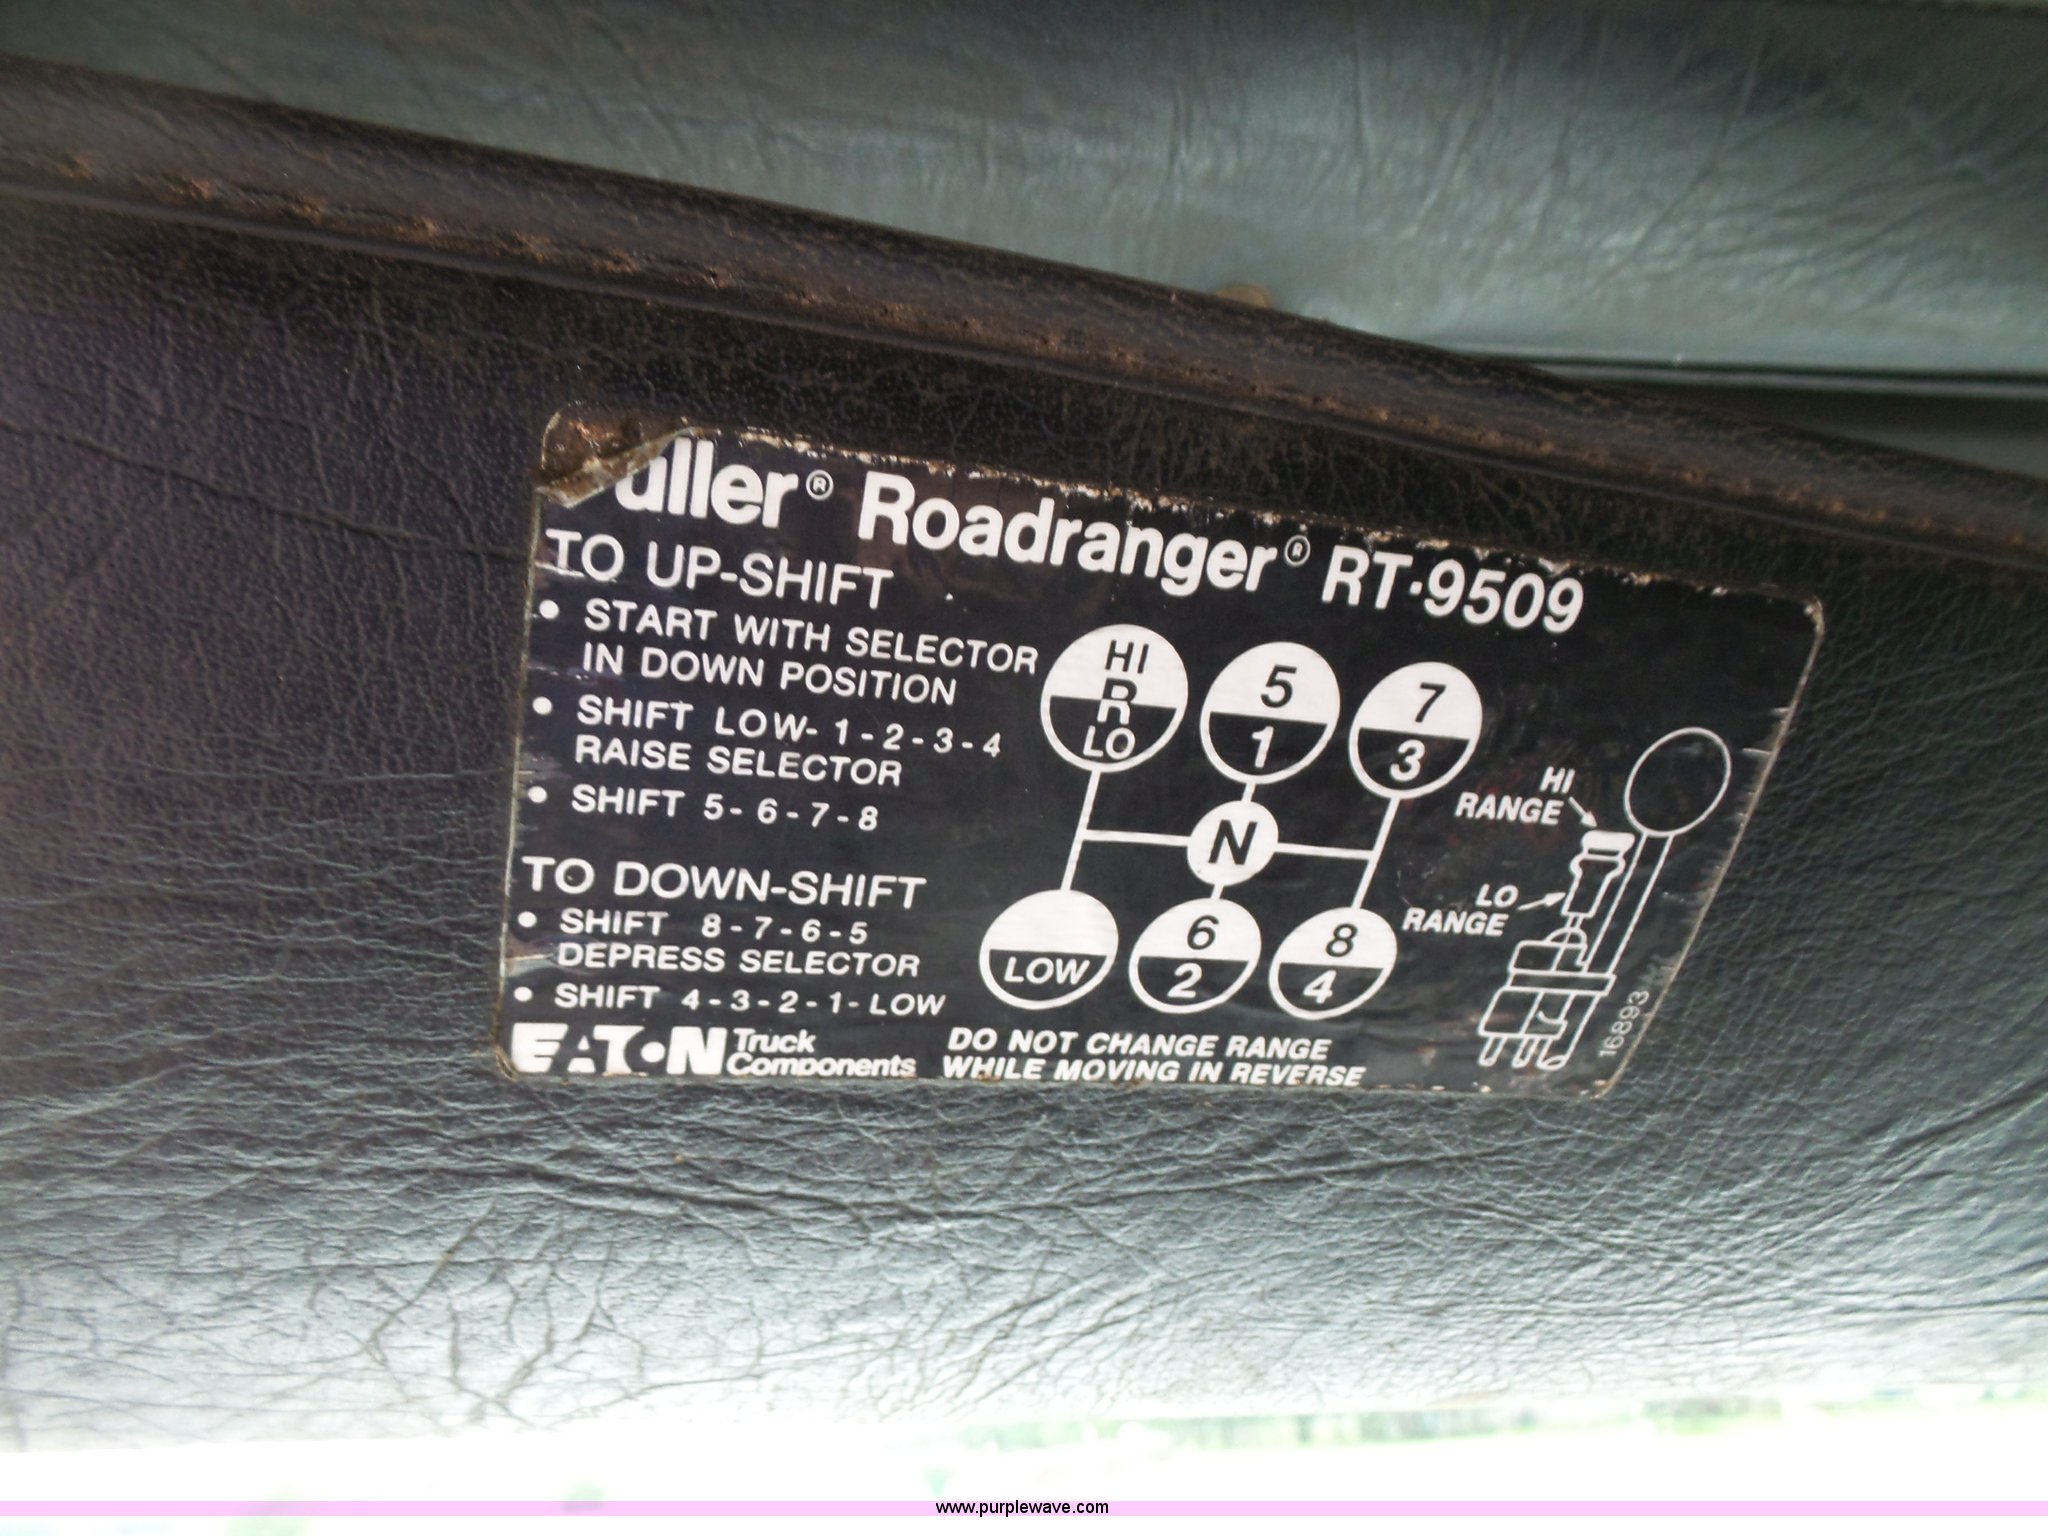 uller® Roadranger® RT-9509
TO UP-SHIFT
• START WITH SELECTOR
IN DOWN POSITION
• SHIFT LOW-1-2-3-4
RAISE SELECTOR
• SHIFT 5-6-7-8
TO DOWN-SHIFT
• SHIFT 8-7-6-5
DEPRESS SELECTOR
• SHIFT 4-3-2-1-LOW
EATON Truck
Components
HI
R
LO
5
1
7
3
N
LOW
6
2
8
4
HI
RANGE
LO
RANGE
16893
DO NOT CHANGE RANGE
WHILE MOVING IN REVERSE
www.purplewave.com